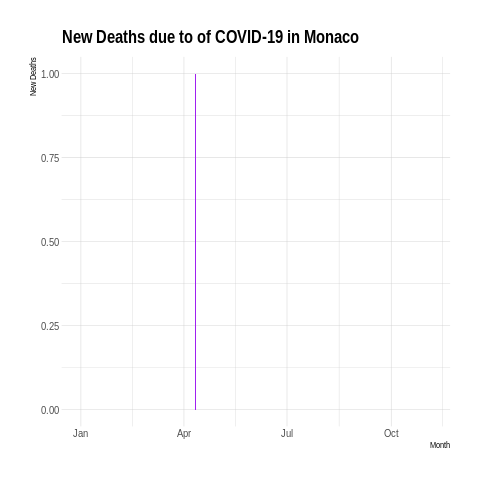 New Deaths due to of COVID-19 in Monaco
New Deaths
1.00
0.75
0.50
0.25
0.00
Jan Apr Jul Oct
Month